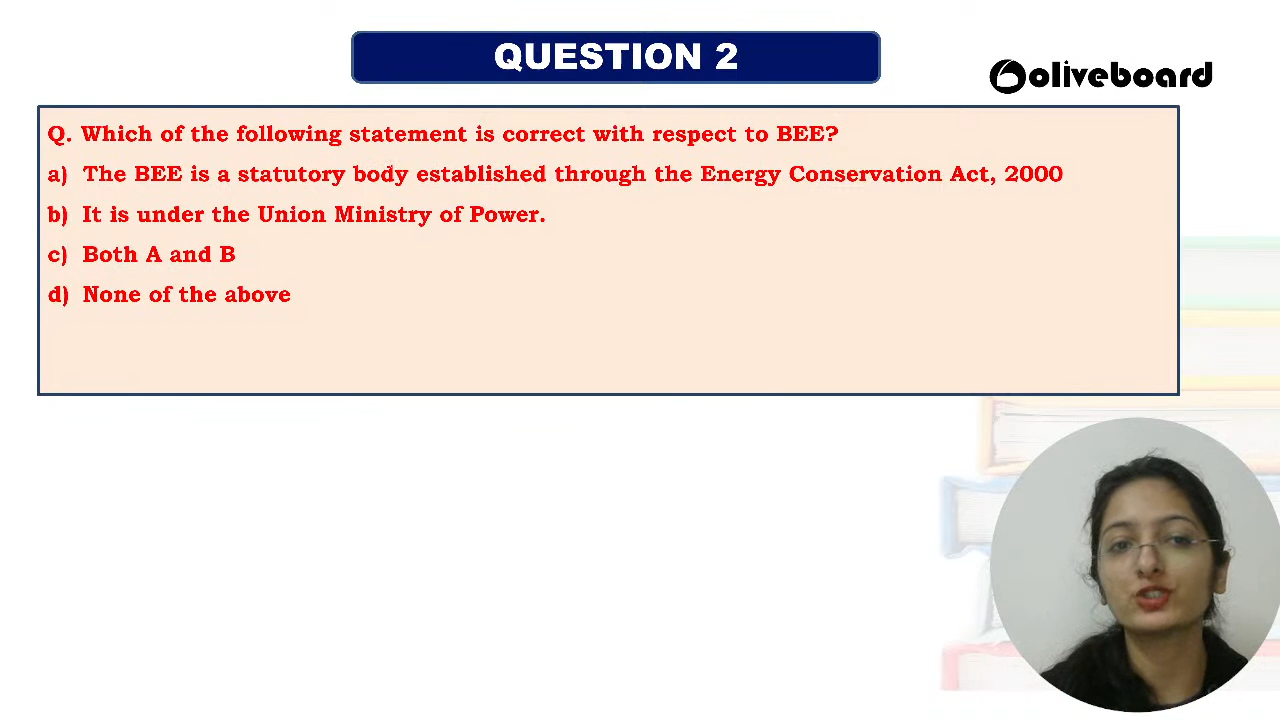 QUESTION 2
oliveboard
Q. Which of the following statement is correct with respect to BEE?
a) The BEE is a statutory body established through the Energy Conservation Act, 2000
b) It is under the Union Ministry of Power.
c) Both A and B
d) None of the above